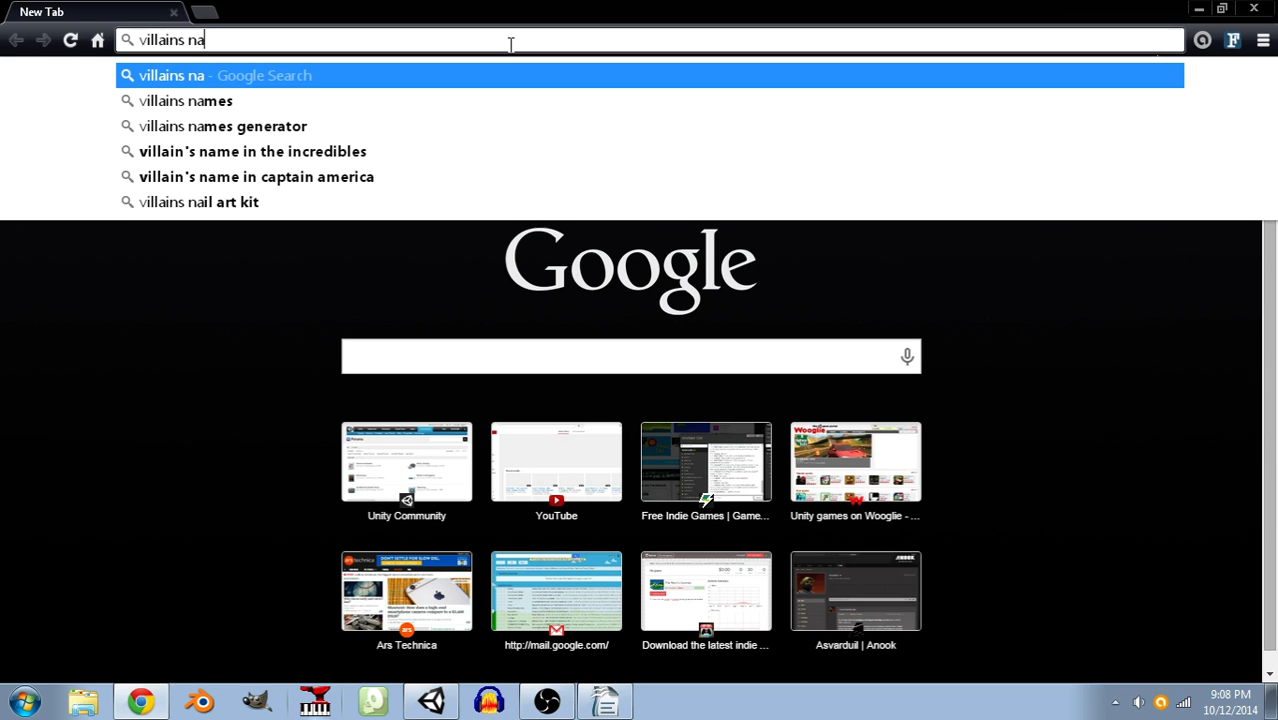 New Tab
villains na
villains na - Google Search
villains names
villains names generator
villain's name in the incredibles
villain's name in captain america
villains nail art kit
Google
Unity Community
YouTube
Free Indie Games | Game...
Unity games on Wooglie - ...
Ars Technica
http://mail.google.com/
Download the latest indie ...
Asvarduil | Anook
9:08 PM
10/12/2014